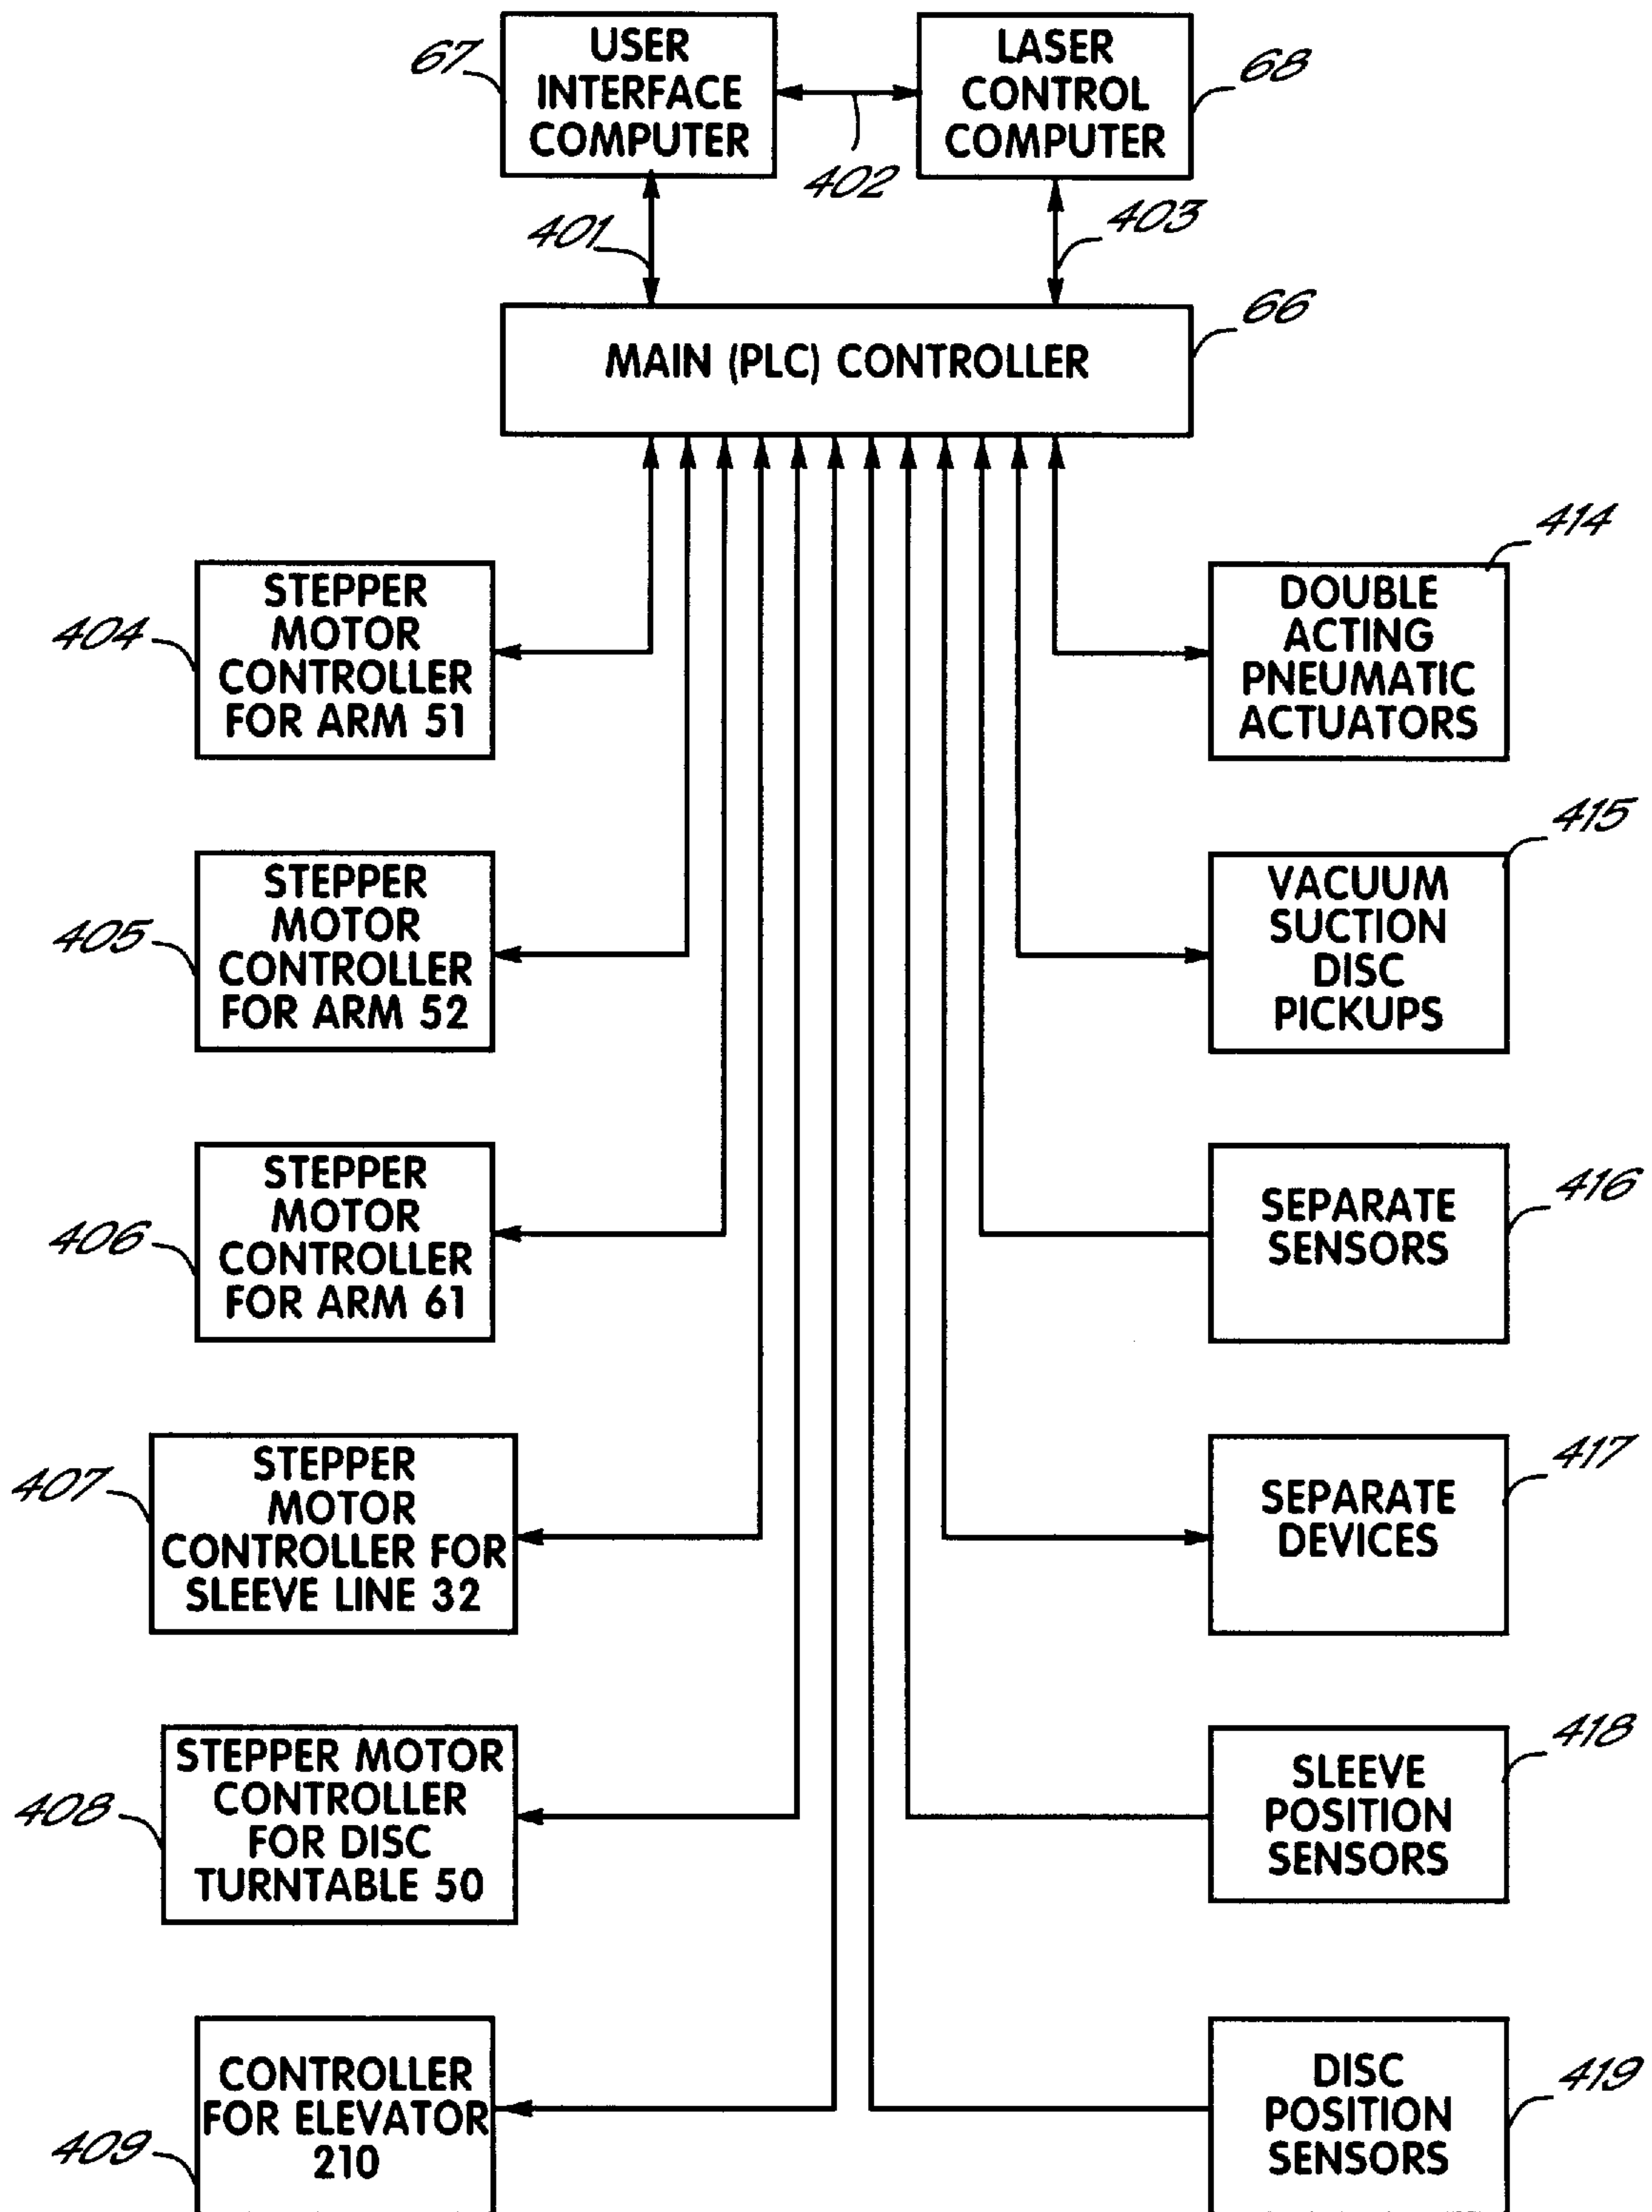 67
USER
INTERFACE
COMPUTER
LASER
CONTROL
COMPUTER
68
402
401
403
66
MAIN (PLC) CONTROLLER
404
STEPPER
MOTOR
CONTROLLER
FOR ARM 51
414
DOUBLE
ACTING
PNEUMATIC
ACTUATORS
405
STEPPER
MOTOR
CONTROLLER
FOR ARM 52
415
VACUUM
SUCTION
DISC
PICKUPS
406
STEPPER
MOTOR
CONTROLLER
FOR ARM 61
416
SEPARATE
SENSORS
407
STEPPER
MOTOR
CONTROLLER FOR
SLEEVE LINE 32
417
SEPARATE
DEVICES
408
STEPPER MOTOR
CONTROLLER
FOR DISC
TURNTABLE 50
418
SLEEVE
POSITION
SENSORS
409
CONTROLLER
FOR ELEVATOR
210
419
DISC
POSITION
SENSORS